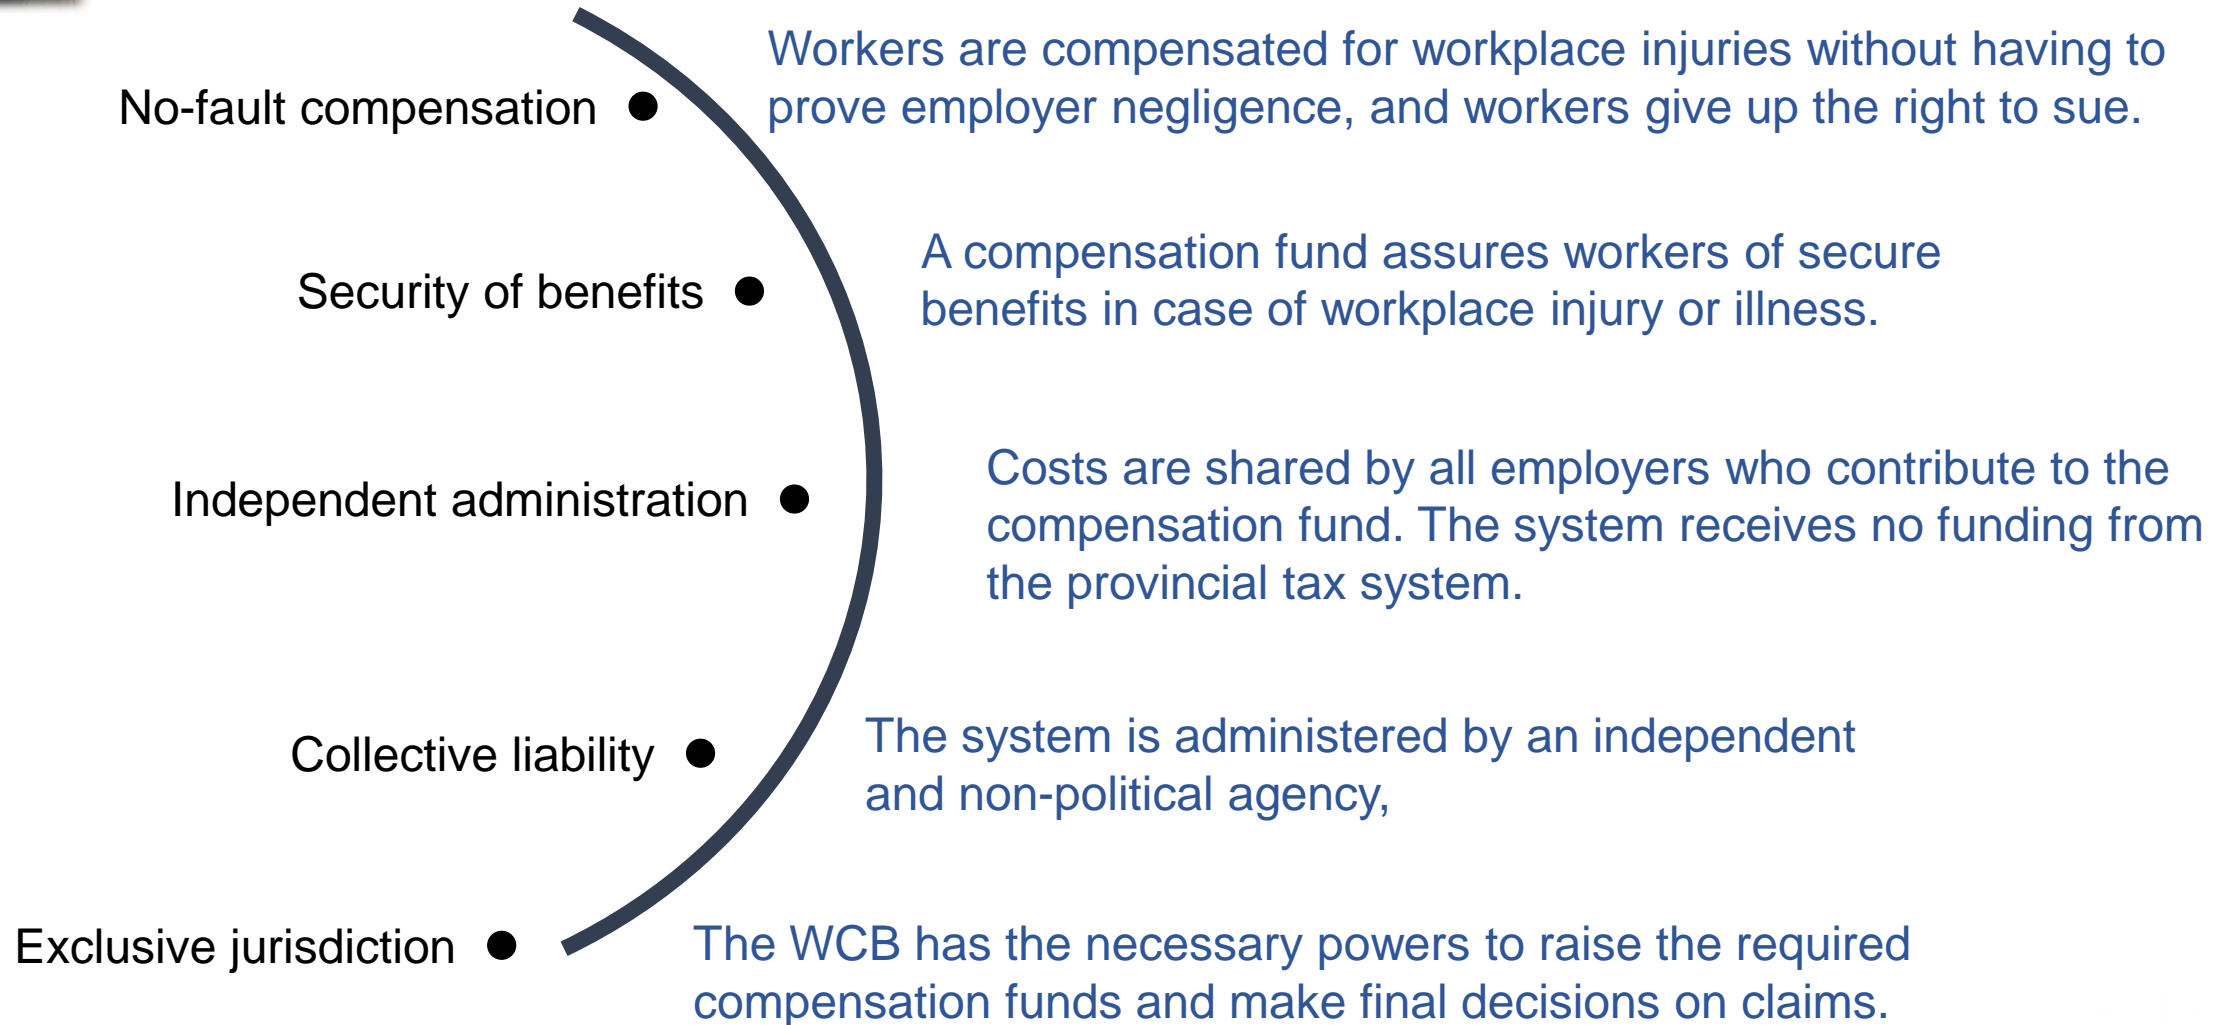 No-fault compensation
Workers are compensated for workplace injuries without having to
prove employer negligence, and workers give up the right to sue.
Security of benefits
A compensation fund assures workers of secure
benefits in case of workplace injury or illness.
Independent administration
Costs are shared by all employers who contribute to the
compensation fund. The system receives no funding from
the provincial tax system.
Collective liability
The system is administered by an independent
and non-political agency,
Exclusive jurisdiction
The WCB has the necessary powers to raise the required
compensation funds and make final decisions on claims.